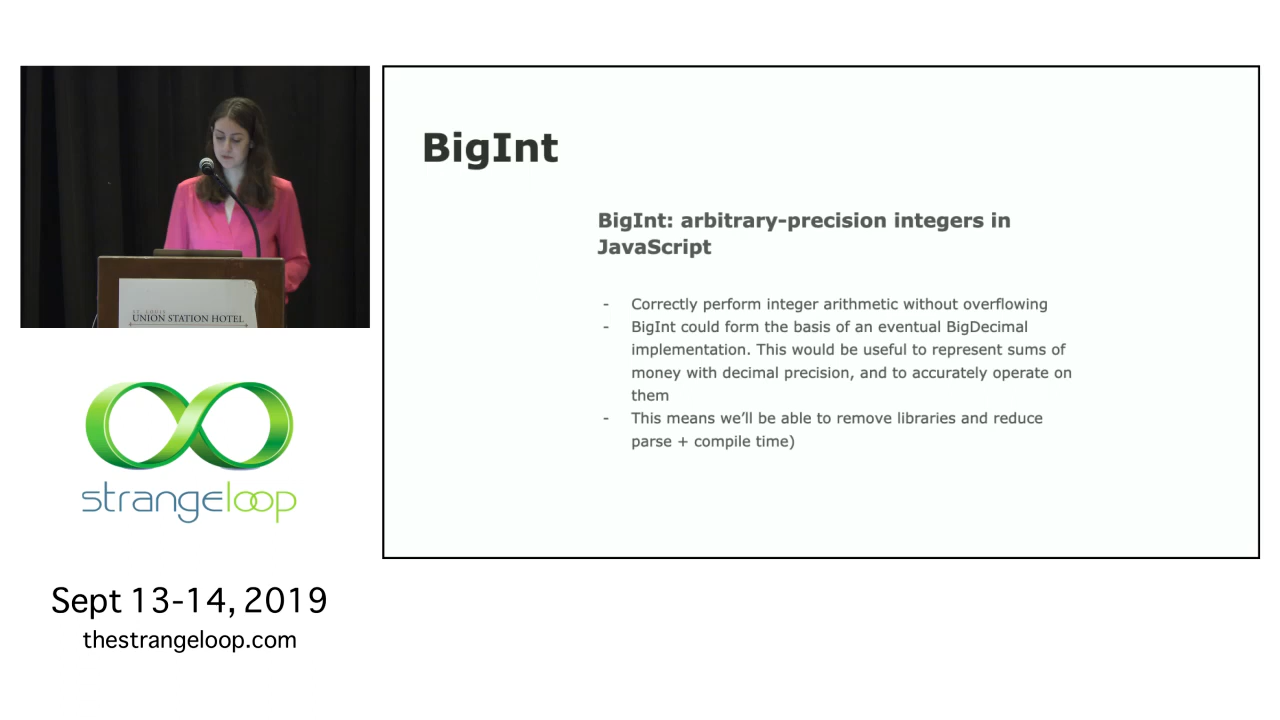 BigInt
BigInt: arbitrary-precision integers in
JavaScript
- Correctly perform integer arithmetic without overflowing
- BigInt could form the basis of an eventual BigDecimal
implementation. This would be useful to represent sums of
money with decimal precision, and to accurately operate on
them
- This means we’ll be able to remove libraries and reduce
parse + compile time)
ST. LOUIS
UNION STATION HOTEL
strangeloop
Sept 13-14, 2019
thestrangeloop.com